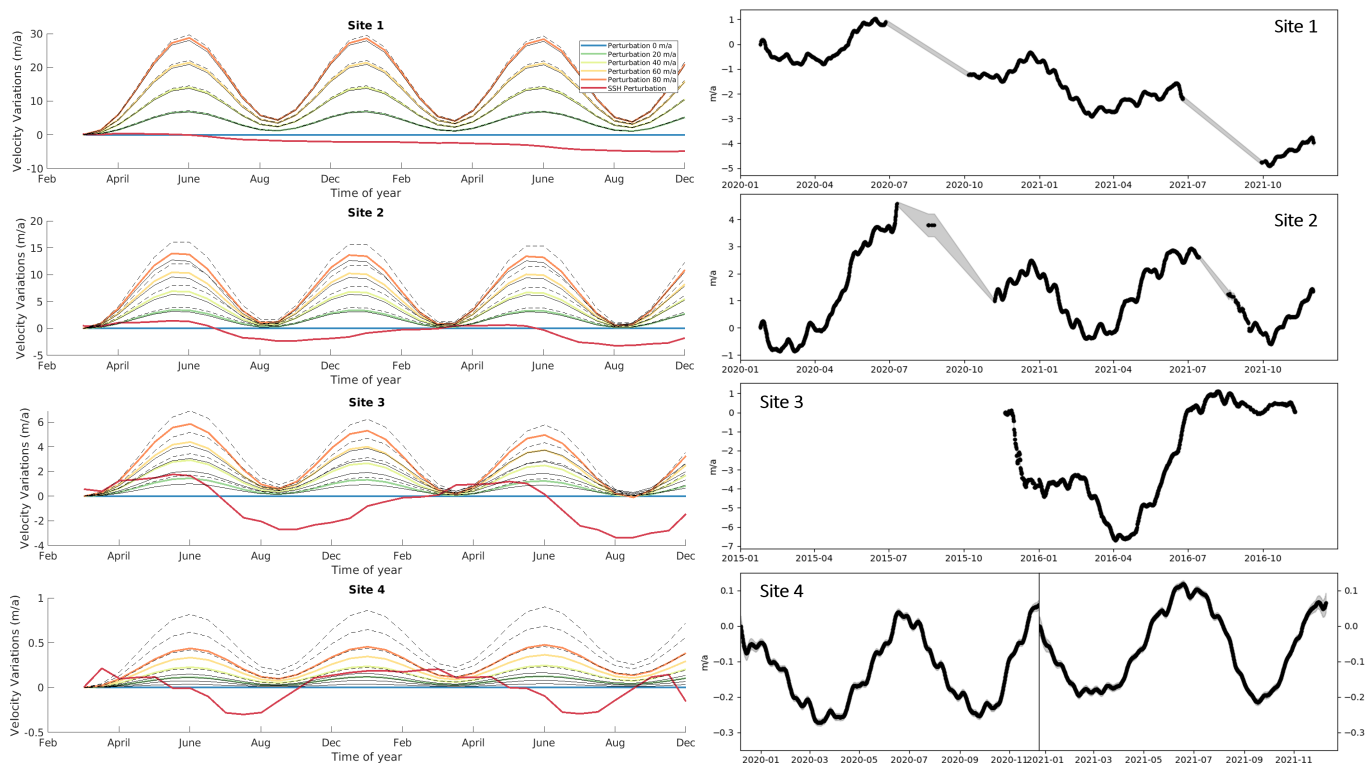 Site 1
Velocity Variations (m/a)
30
20
10
0
-10
Perturbation 0 m/a
Perturbation 20 m/a
Perturbation 40 m/a
Perturbation 60 m/a
Perturbation 80 m/a
SSH Perturbation
Feb April June Aug Dec Feb April June Aug Dec
Time of year
Site 1
m/a
1
0
−1
−2
−3
−4
−5
2020-01 2020-04 2020-07 2020-10 2021-01 2021-04 2021-07 2021-10
Site 2
Velocity Variations (m/a)
20
15
10
5
0
-5
Feb April June Aug Dec Feb April June Aug Dec
Time of year
Site 2
m/a
4
3
2
1
0
−1
2020-01 2020-04 2020-07 2020-10 2021-01 2021-04 2021-07 2021-10
Site 3
Velocity Variations (m/a)
6
4
2
0
-2
-4
Feb April June Aug Dec Feb April June Aug Dec
Time of year
Site 3
m/a
1
0
−1
−2
−3
−4
−5
−6
−7
2015-01 2015-04 2015-07 2015-10 2016-01 2016-04 2016-07 2016-10
Site 4
Velocity Variations (m/a)
1
0.5
0
-0.5
Feb April June Aug Dec Feb April June Aug Dec
Time of year
Site 4
m/a
0.1
0.0
−0.1
−0.2
−0.3
0.1
0.0
−0.1
−0.2
−0.3
2020-01 2020-03 2020-05 2020-07 2020-09 2020-11 2021-01 2021-03 2021-05 2021-07 2021-09 2021-11